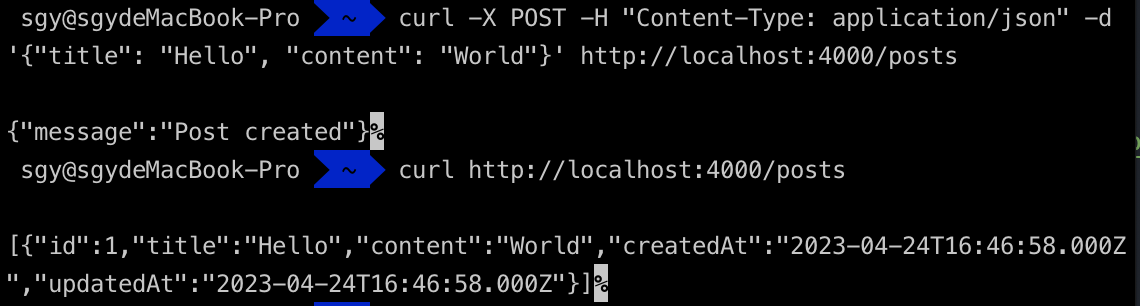 sgy@sgydeMacBook-Pro ~ curl -X POST -H "Content-Type: application/json" -d
'{"title": "Hello", "content": "World"}' http://localhost:4000/posts
{"message":"Post created"}%
sgy@sgydeMacBook-Pro ~ curl http://localhost:4000/posts
[{"id":1,"title":"Hello","content":"World","createdAt":"2023-04-24T16:46:58.000Z
","updatedAt":"2023-04-24T16:46:58.000Z"}]%